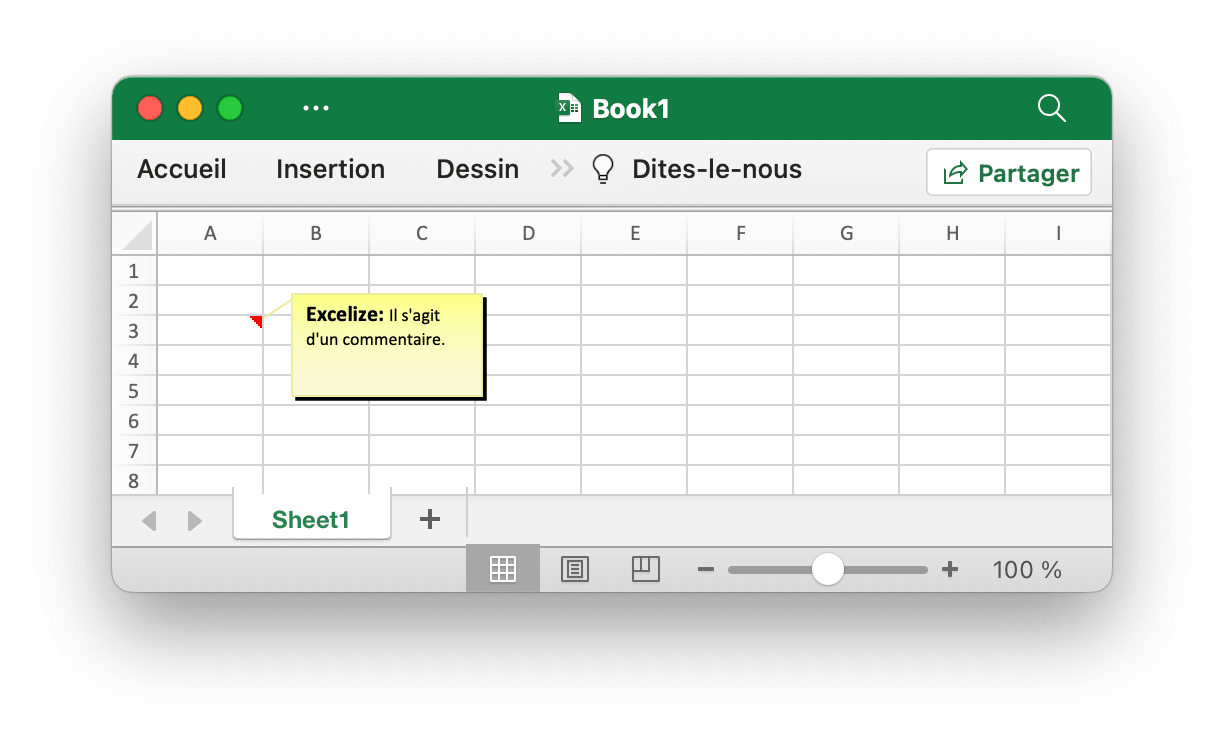 Book1
Accueil Insertion Dessin Dites-le-nous Partager
A B C D E F G H I
1
2
Excelize: Il s'agit
3
d'un commentaire.
4
5
6
7
8
Sheet1
100 %